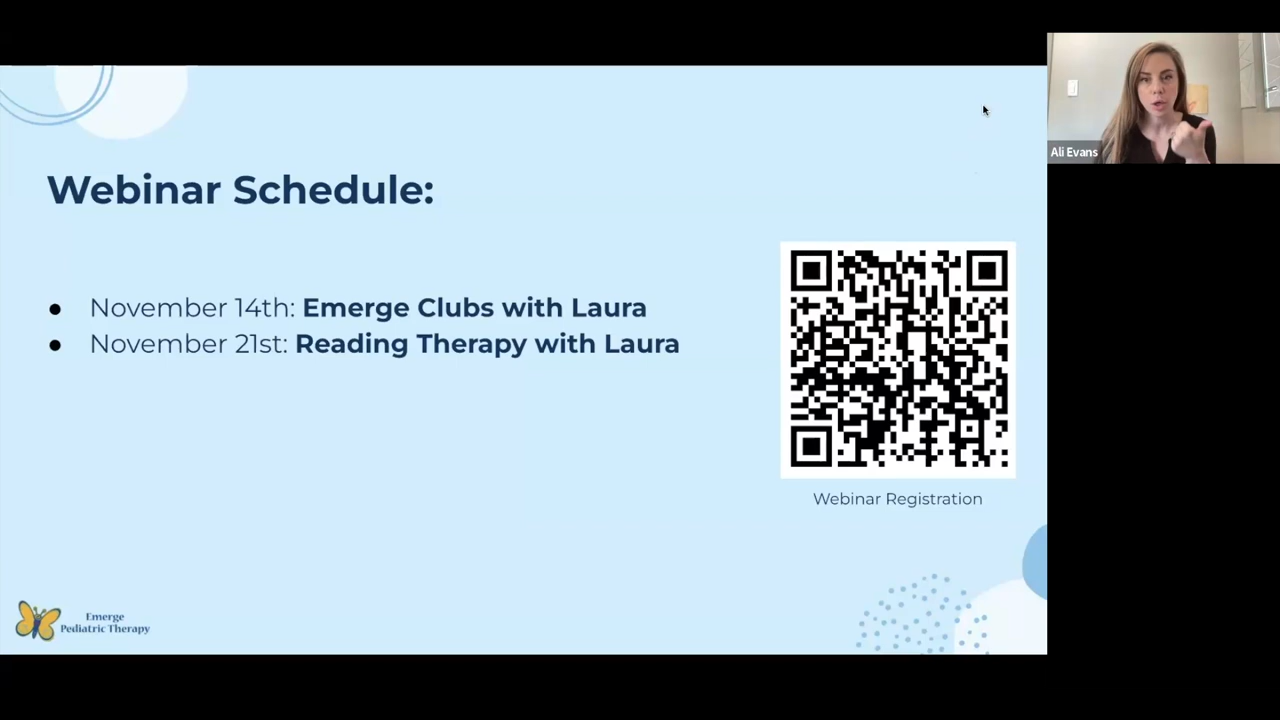 Ali Evans
Webinar Schedule:
● November 14th: Emerge Clubs with Laura
● November 21st: Reading Therapy with Laura
Webinar Registration
Emerge
Pediatric Therapy